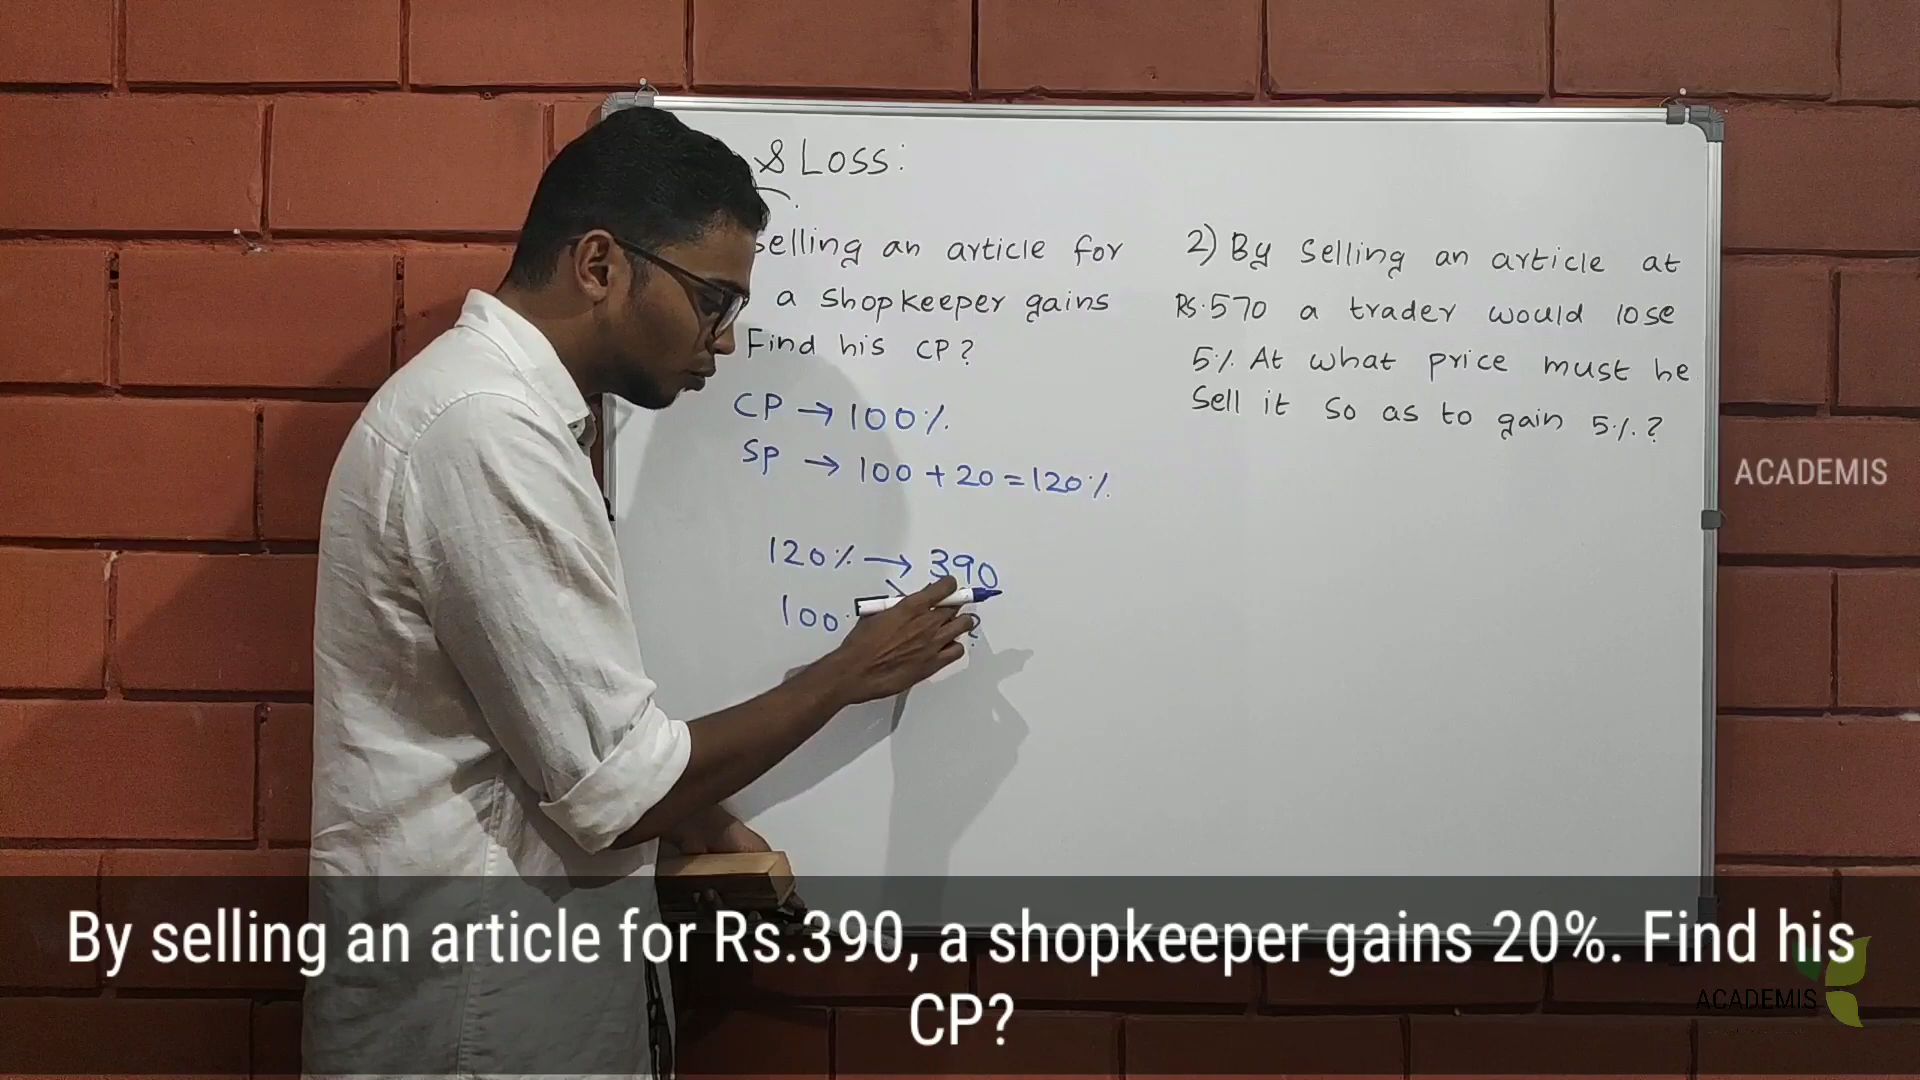 & Loss:
selling an article for
a shopkeeper gains
Find his CP?
CP → 100%
SP → 100 + 20 = 120%
120% → 390
100
?
2) By selling an article at
Rs.570 a trader would lose
5% At what price must he
Sell it so as to gain 5%?
ACADEMIS
By selling an article for Rs.390, a shopkeeper gains 20%. Find his
CP?
ACADEMIS